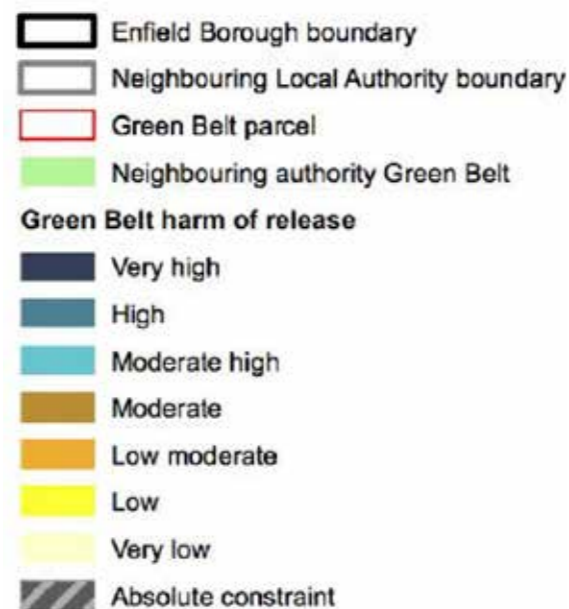 Enfield Borough boundary
Neighbouring Local Authority boundary
Green Belt parcel
Neighbouring authority Green Belt
Green Belt harm of release
Very high
High
Moderate high
Moderate
Low moderate
Low
Very low
Absolute constraint